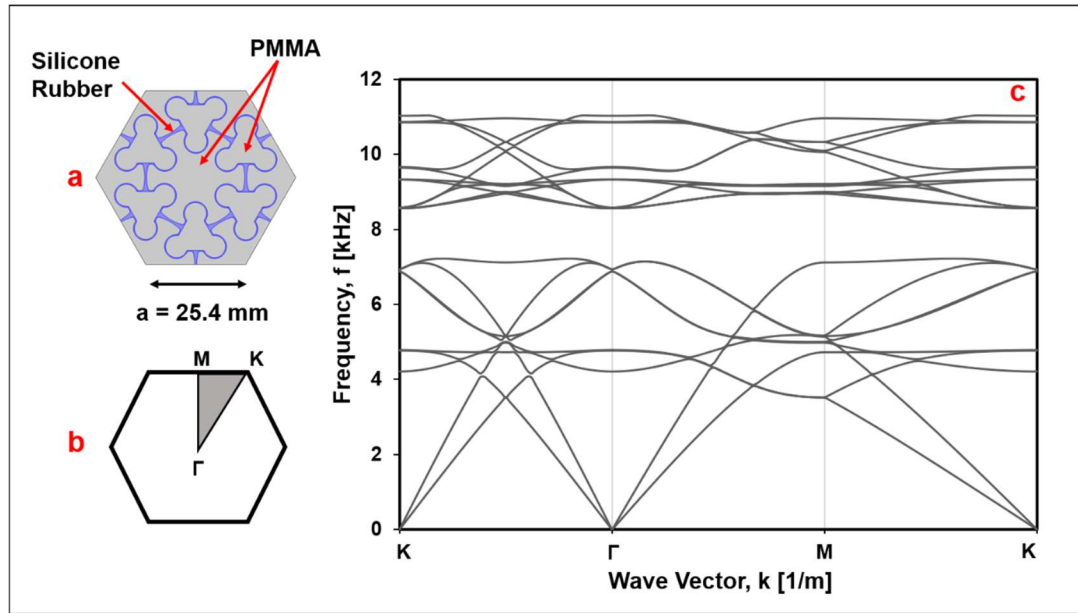 Silicone
Rubber
PMMA
a
a = 25.4 mm
M K
Γ
b
c
Frequency, f [kHz]
12
10
8
6
4
2
0
K Γ M K
Wave Vector, k [1/m]